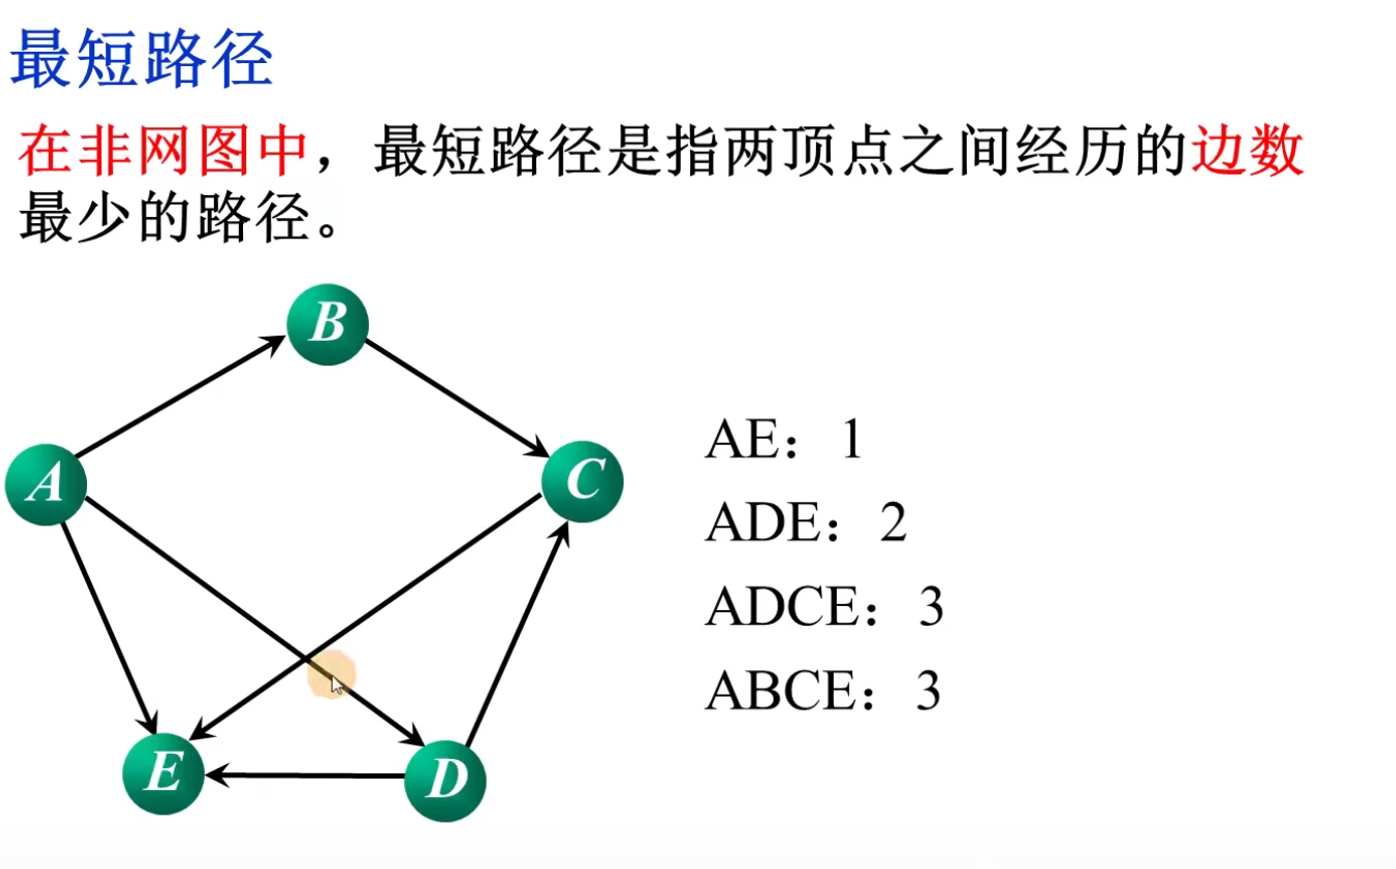 最短路径
在非网图中，最短路径是指两顶点之间经历的边数
最少的路径。
B
A
C
E
D
AE：1
ADE：2
ADCE：3
ABCE：3